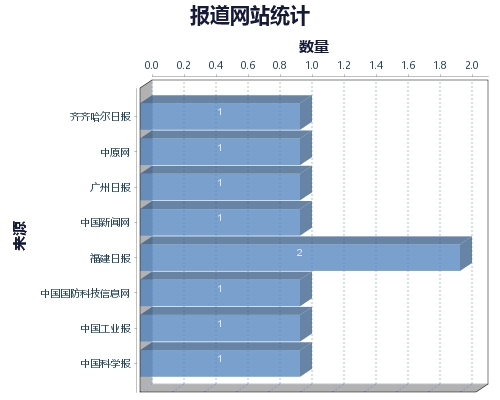 报道网站统计
数量
0.0 0.2 0.4 0.6 0.8 1.0 1.2 1.4 1.6 1.8 2.0
来源
齐齐哈尔日报 1
中原网 1
广州日报 1
中国新闻网 1
福建日报 2
中国国防科技信息网 1
中国工业报 1
中国科学报 1